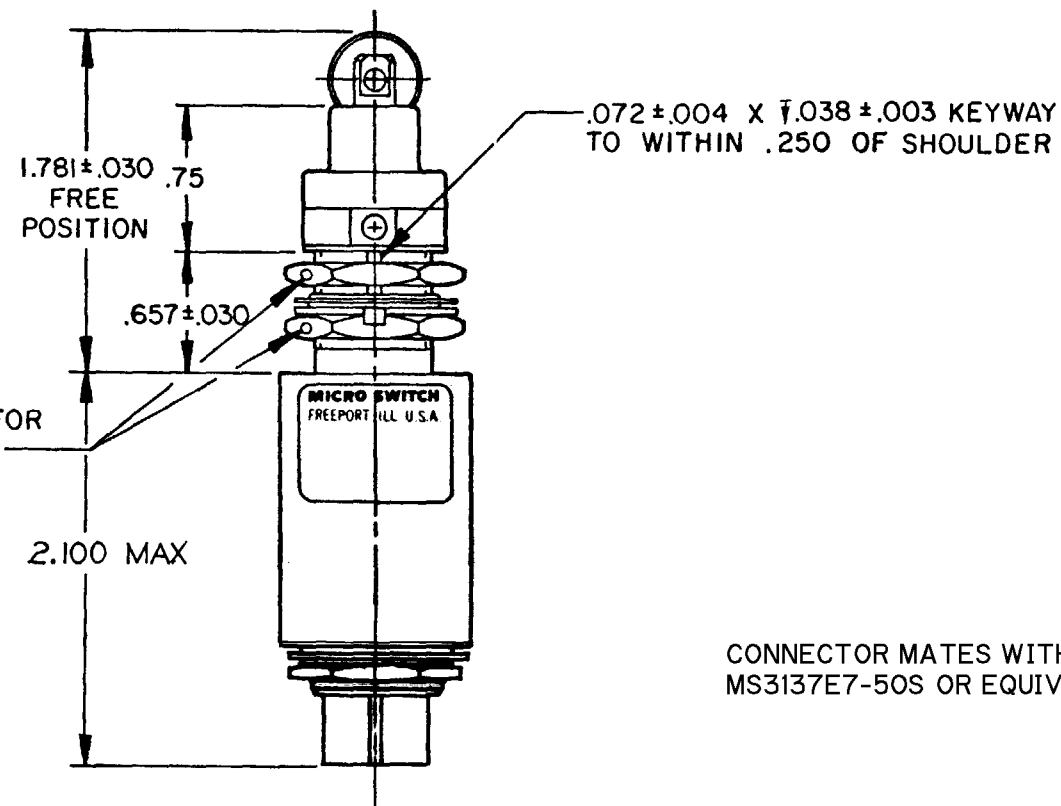 .072±.004 X ↧.038±.003 KEYWAY
TO WITHIN .250 OF SHOULDER
1.781±.030
FREE
POSITION
.75
.657±.030
FOR
MICRO SWITCH
FREEPORT ILL U.S.A.
2.100 MAX
CONNECTOR MATES WITH
MS3137E7-50S OR EQUIV